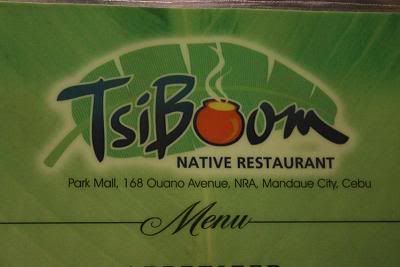 TsiBoom
NATIVE RESTAURANT
Park Mall, 168 Ouano Avenue, NRA, Mandaue City, Cebu
Menu